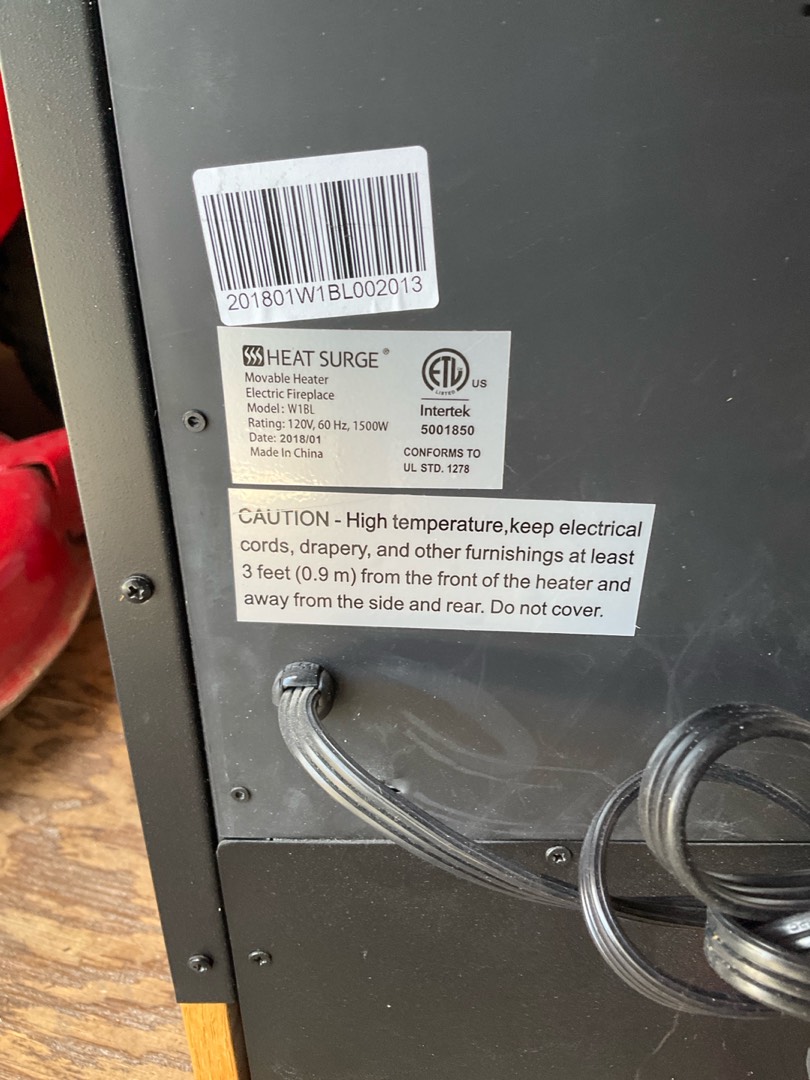 201801W1BL002013
HEAT SURGE®
Movable Heater
Electric Fireplace
Model: W1BL
Rating: 120V, 60 Hz, 1500W
Date: 2018/01
Made In China
ETL US
LISTED
Intertek
5001850
CONFORMS TO
UL STD. 1278
CAUTION - High temperature,keep electrical
cords, drapery, and other furnishings at least
3 feet (0.9 m) from the front of the heater and
away from the side and rear. Do not cover.